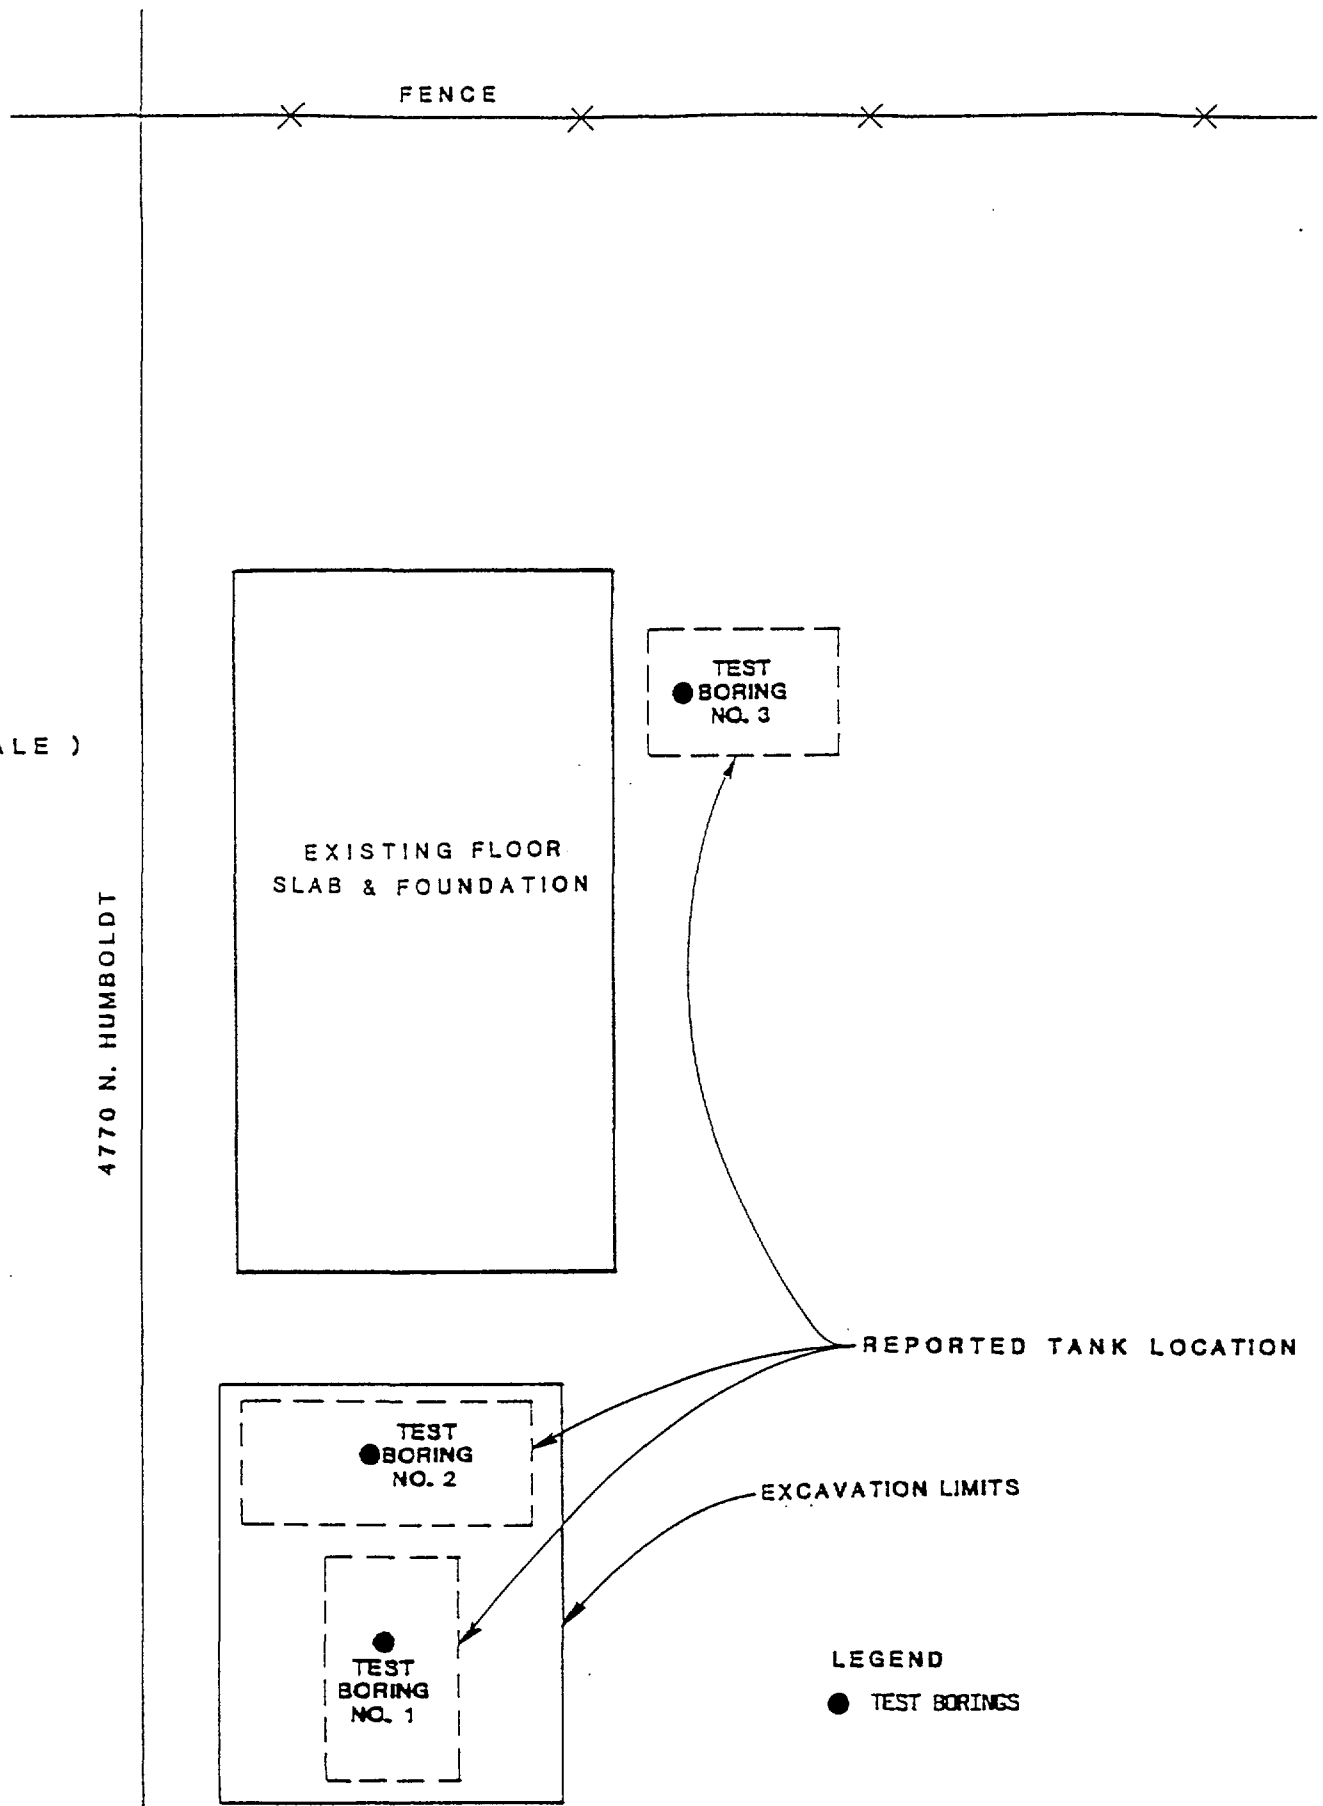 FENCE
TEST
BORING
NO. 3
ALE )
EXISTING FLOOR
SLAB & FOUNDATION
4770 N. HUMBOLDT
REPORTED TANK LOCATION
TEST
BORING
NO. 2
EXCAVATION LIMITS
TEST
BORING
NO. 1
LEGEND
TEST BORINGS